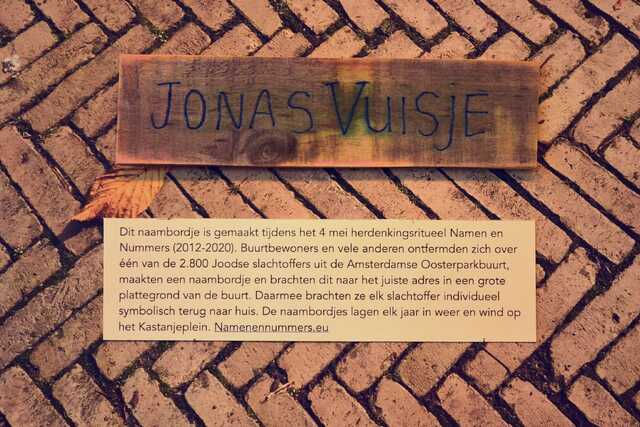 JONAS VUISJE
Dit naambordje is gemaakt tijdens het 4 mei herdenkingsritueel Namen en
Nummers (2012-2020). Buurtbewoners en vele anderen ontfermden zich over
één van de 2.800 Joodse slachtoffers uit de Amsterdamse Oosterparkbuurt,
maakten een naambordje en brachten dit naar het juiste adres in een grote
plattegrond van de buurt. Daarmee brachten ze elk slachtoffer individueel
symbolisch terug naar huis. De naambordjes lagen elk jaar in weer en wind op
het Kastanjeplein. Namenennummers.eu